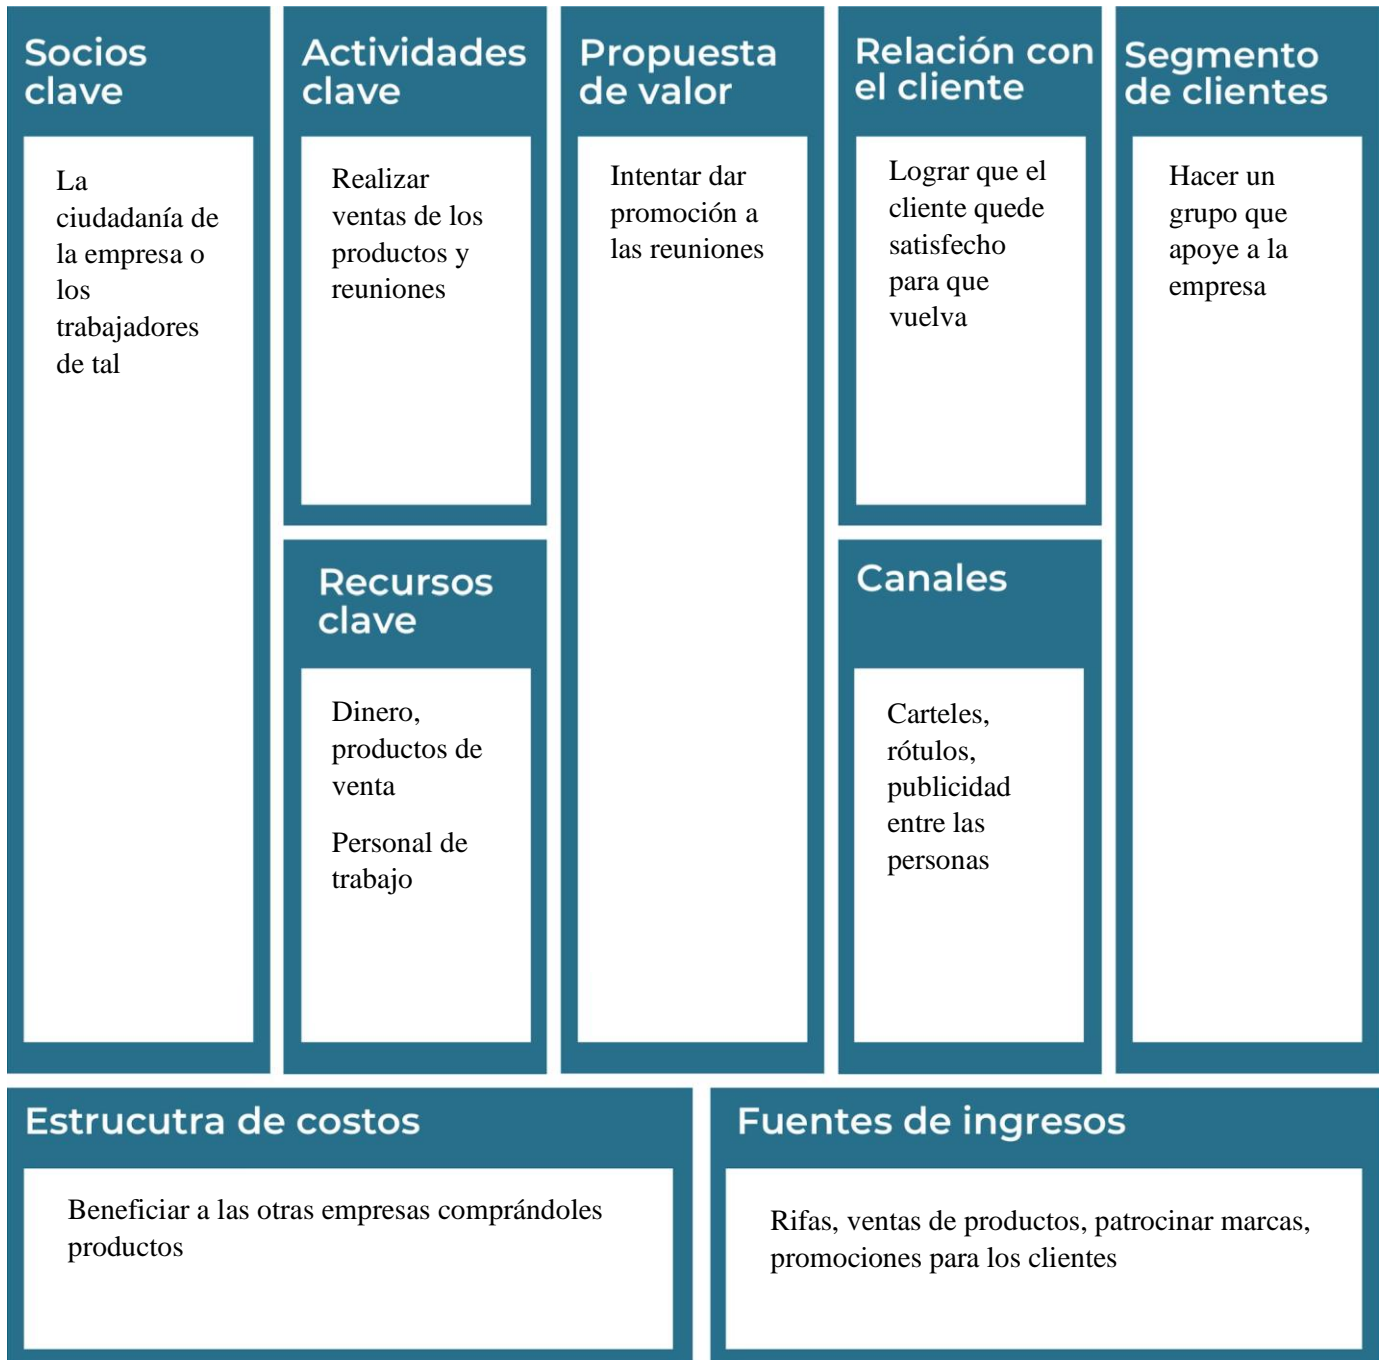 Socios
clave
La
ciudadanía de
la empresa o
los
trabajadores
de tal
Actividades
clave
Realizar
ventas de los
productos y
reuniones
Recursos
clave
Dinero,
productos de
venta
Personal de
trabajo
Propuesta
de valor
Intentar dar
promoción a
las reuniones
Relación con
el cliente
Lograr que el
cliente quede
satisfecho
para que
vuelva
Canales
Carteles,
rótulos,
publicidad
entre las
personas
Segmento
de clientes
Hacer un
grupo que
apoye a la
empresa
Estrucutra de costos
Beneficiar a las otras empresas comprándoles
productos
Fuentes de ingresos
Rifas, ventas de productos, patrocinar marcas,
promociones para los clientes